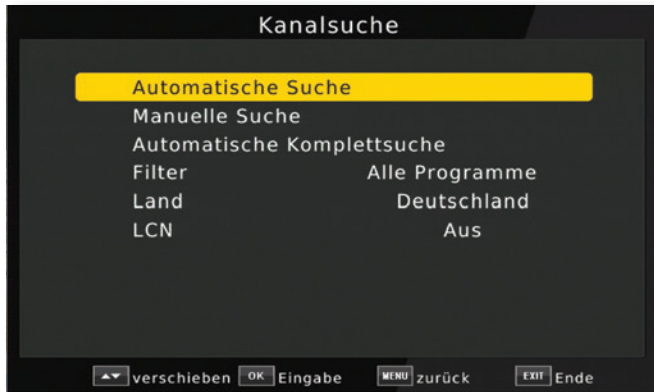 Kanalsuche
Automatische Suche
Manuelle Suche
Automatische Komplettsuche
Filter Alle Programme
Land Deutschland
LCN Aus
verschieben OK Eingabe MENU zurück EXIT Ende